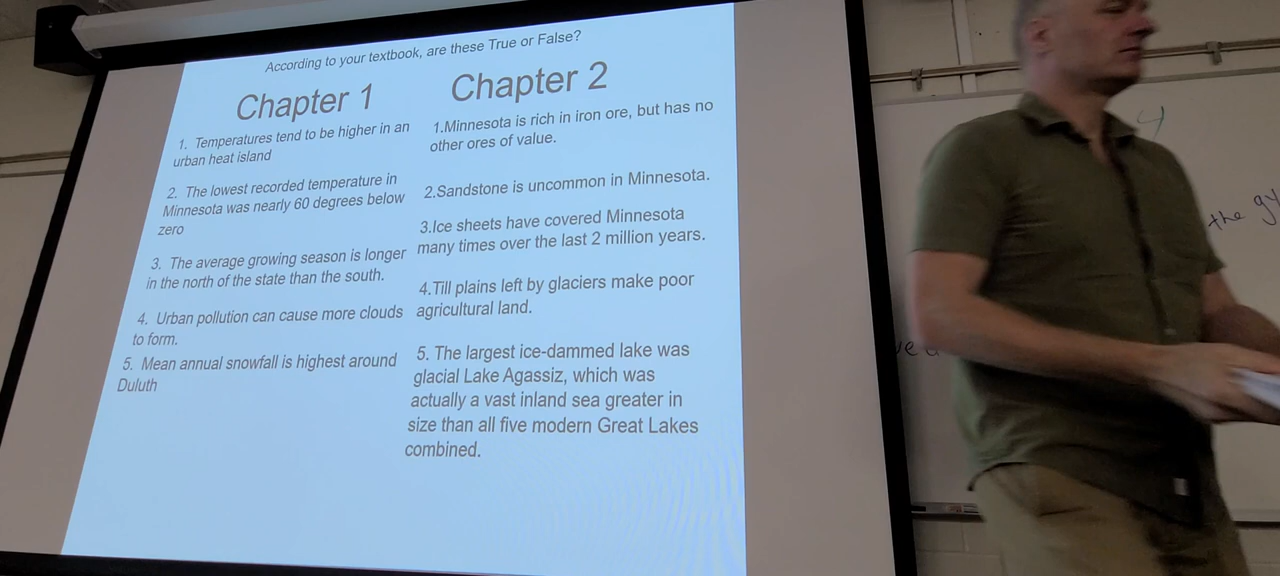 According to your textbook, are these True or False?
Chapter 1
1. Temperatures tend to be higher in an
urban heat island
2. The lowest recorded temperature in
Minnesota was nearly 60 degrees below
zero
3. The average growing season is longer
in the north of the state than the south.
4. Urban pollution can cause more clouds
to form.
5. Mean annual snowfall is highest around
Duluth
Chapter 2
1.Minnesota is rich in iron ore, but has no
other ores of value.
2.Sandstone is uncommon in Minnesota.
3.Ice sheets have covered Minnesota
many times over the last 2 million years.
4.Till plains left by glaciers make poor
agricultural land.
5. The largest ice-dammed lake was
glacial Lake Agassiz, which was
actually a vast inland sea greater in
size than all five modern Great Lakes
combined.
the